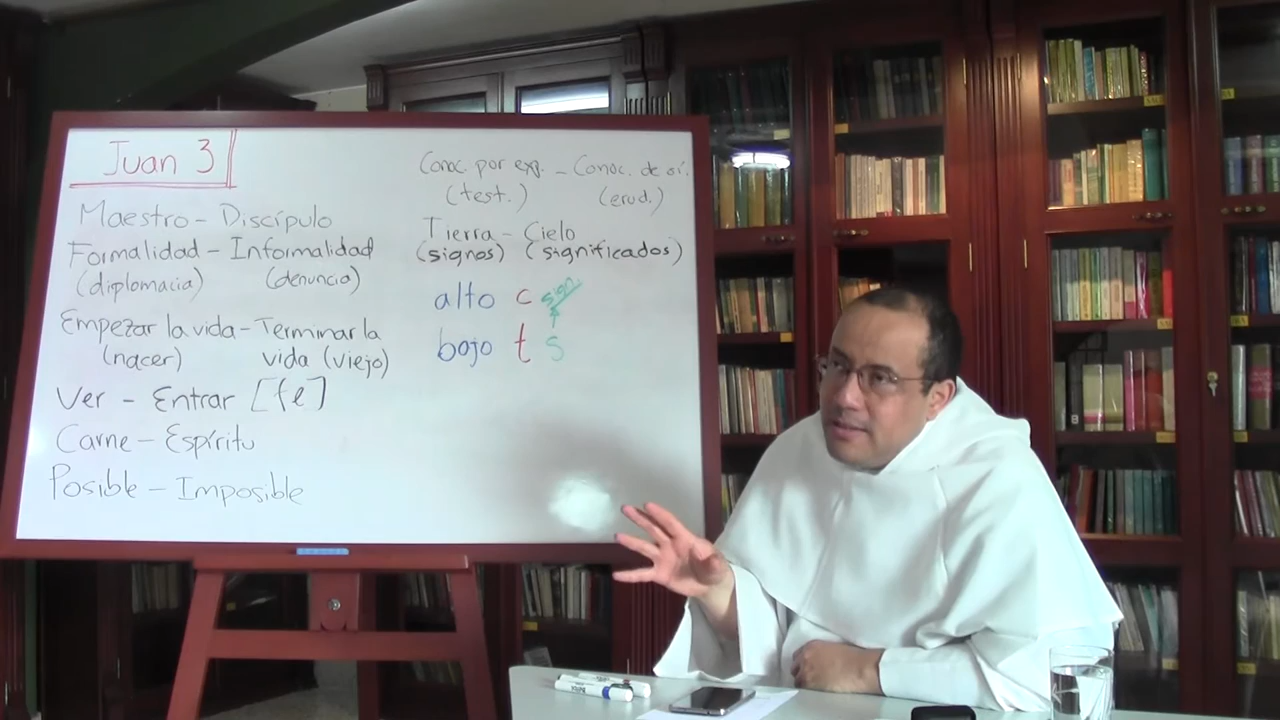 Juan 3
Maestro - Discípulo
Formalidad - Informalidad
(diplomacia) (denuncia)
Empezar la vida - Terminar la
(nacer) vida (viejo)
Ver - Entrar [fe]
Carne - Espíritu
Posible - Imposible
Conoc. por exp. - Conoc. de oí.
(test.) (erud.)
Tierra - Cielo
(signos) (significados)
alto c sign.
bajo t s